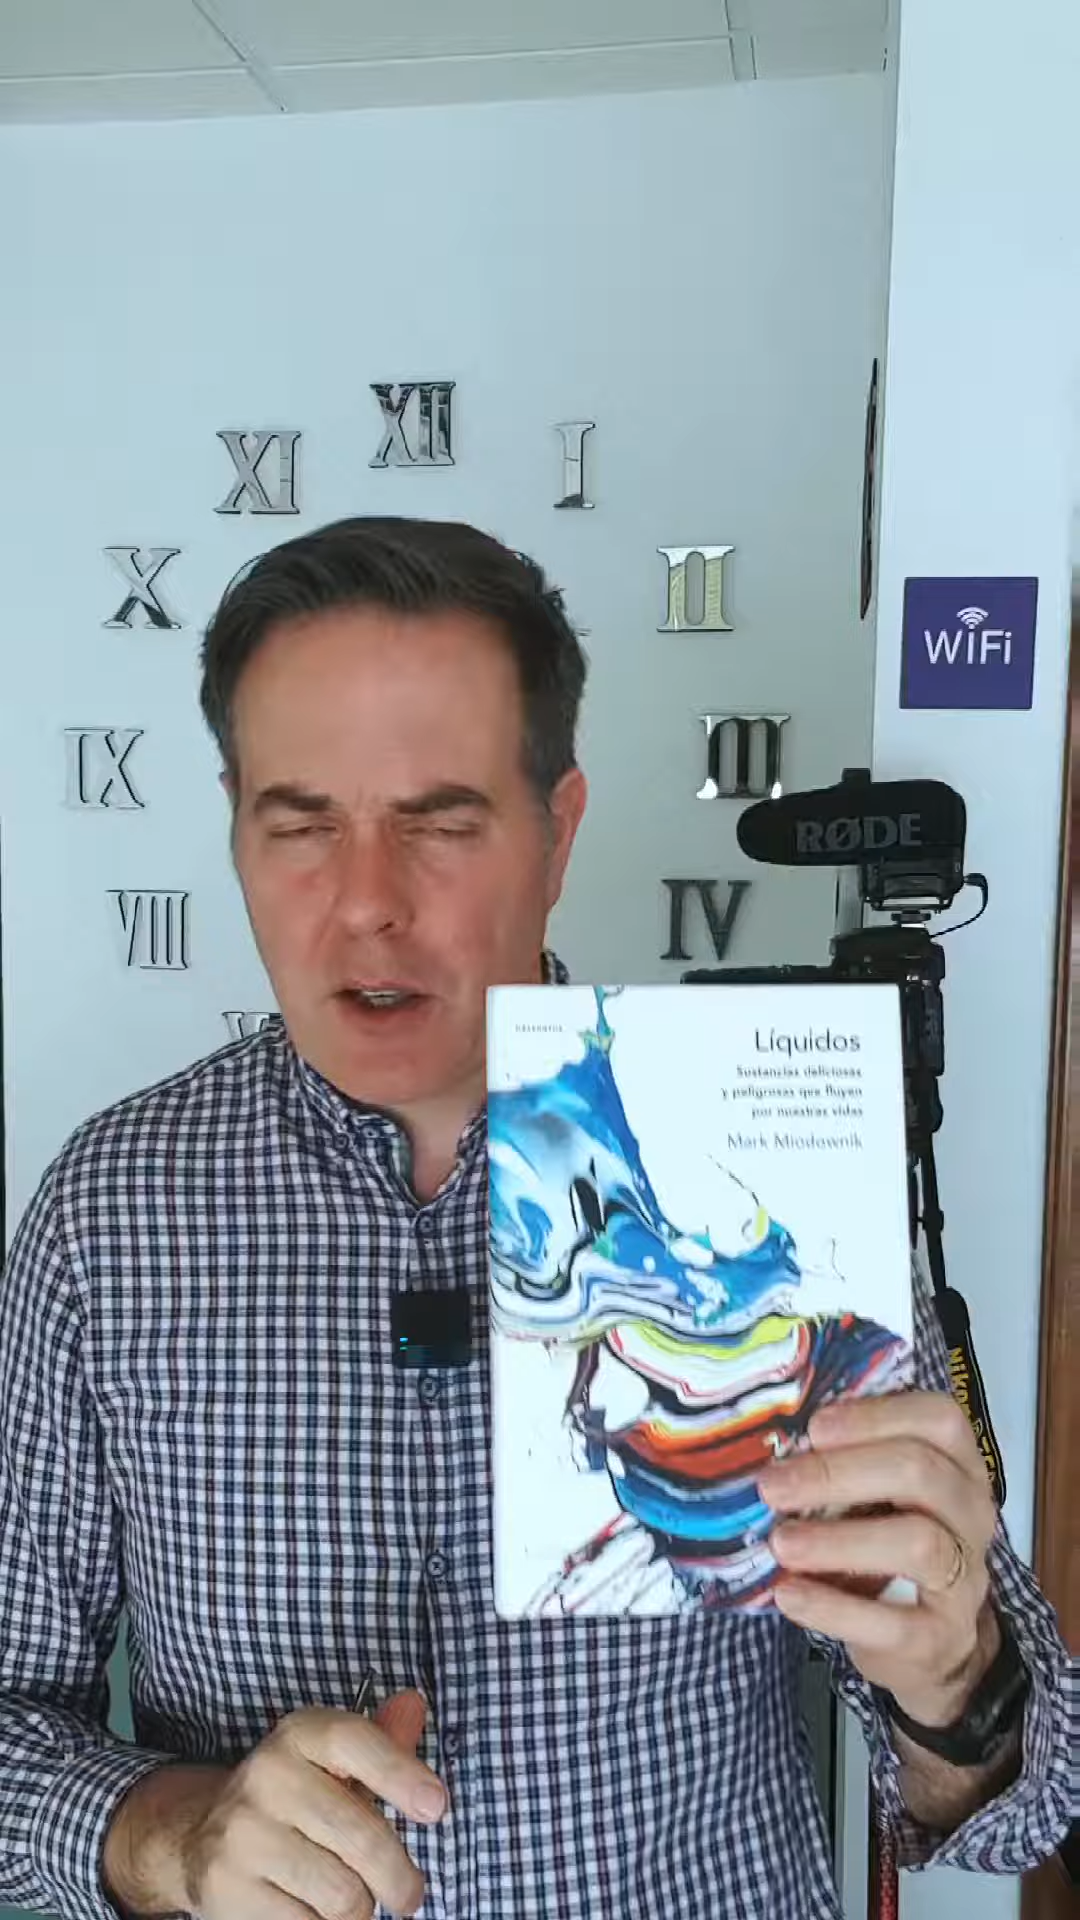 XII
XI
I
X
II
WiFi
IX
III
RØDE
VIII
IV
Líquidos
Sustancias deliciosas
y peligrosas que fluyen
por nuestras vidas
Mark Miodownik
Nikon